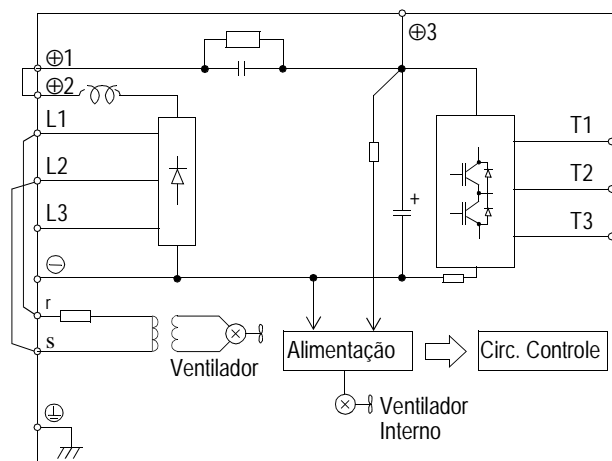 ⊕3
⊕1
⊕2
L1
L2
L3
⊖
r
s
+
T1
T2
T3
Ventilador
Alimentação
Circ. Controle
Ventilador
Interno